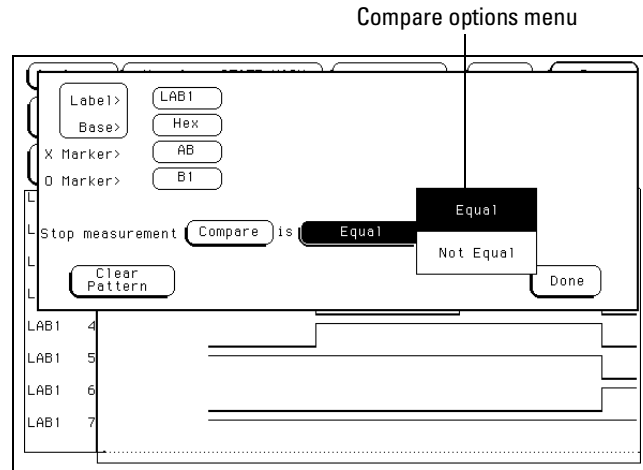 Compare options menu
Label> LAB1
Base> Hex
X Marker> AB
O Marker> B1
Stop measurement Compare is Equal
Equal
Not Equal
Clear
Pattern
Done
LAB1 4
LAB1 5
LAB1 6
LAB1 7